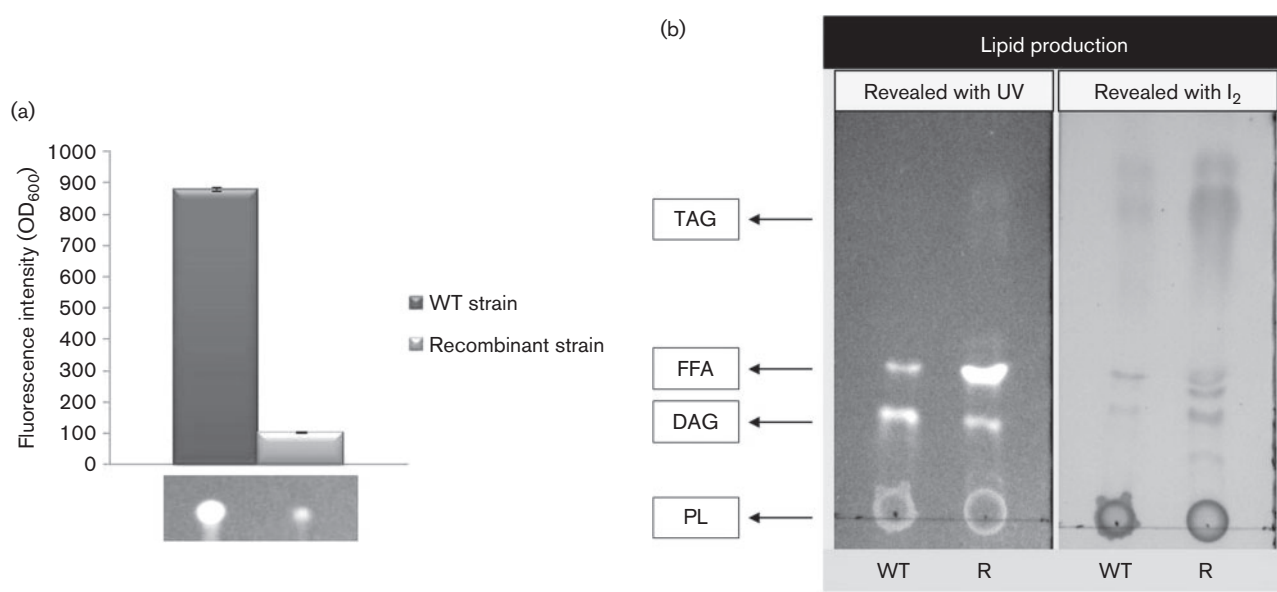 (a)
Fluorescence intensity (OD₆₀₀)
1000
900
800
700
600
500
400
300
200
100
0
WT strain
Recombinant strain
(b)
Lipid production
Revealed with UV
Revealed with I₂
TAG
FFA
DAG
PL
WT R WT R